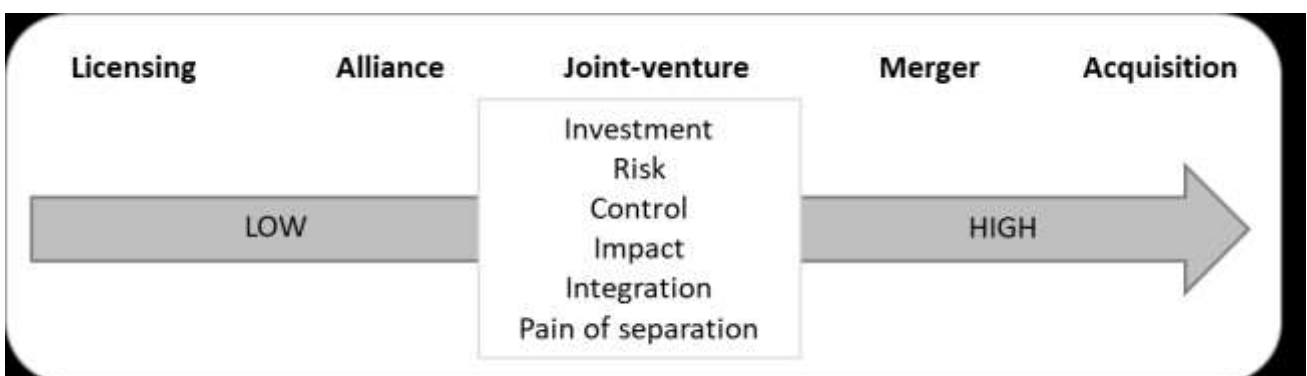 Licensing Alliance Joint-venture Merger Acquisition
Investment
Risk
Control
LOW
HIGH
Impact
Integration
Pain of separation